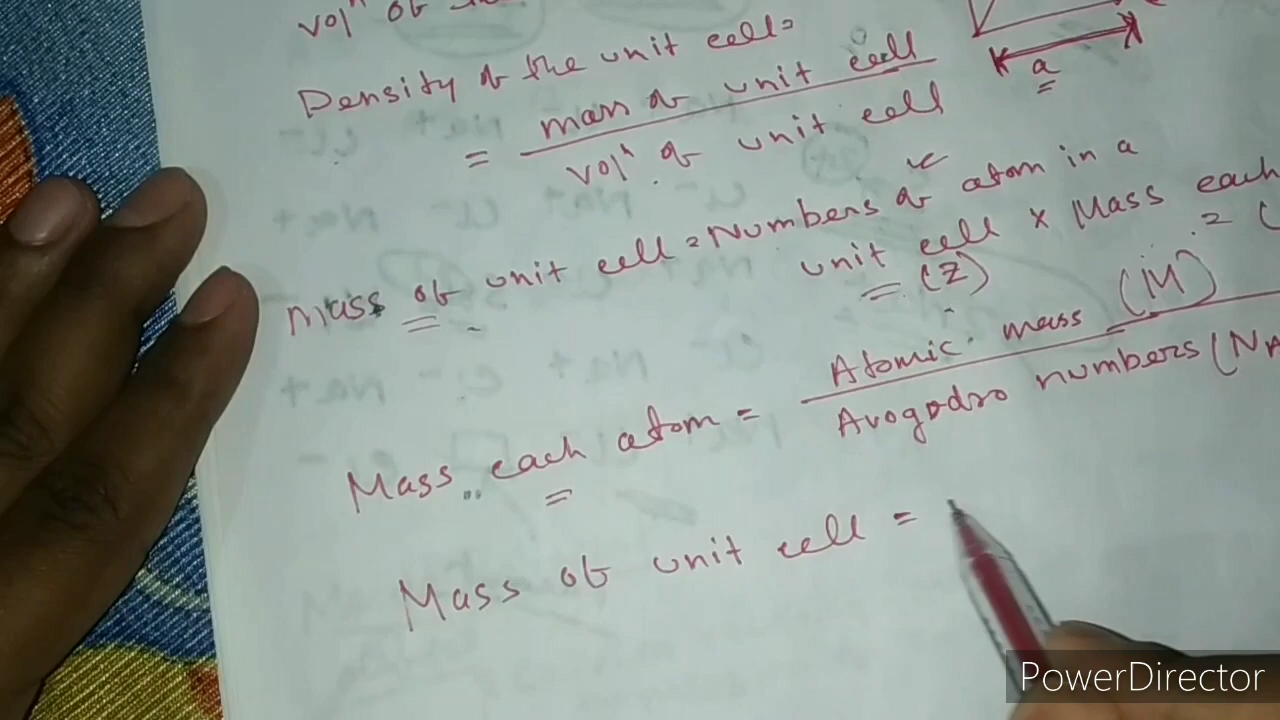 vol^n of
Density of the unit cell=
= mass of unit cell
vol^n of unit cell
a
Mass of unit cell = Numbers of atom in a
unit cell × Mass each
= (Z) = (
Mass each atom = Atomic mass (M)
Avogodro numbers (NA
Mass of unit cell =
PowerDirector